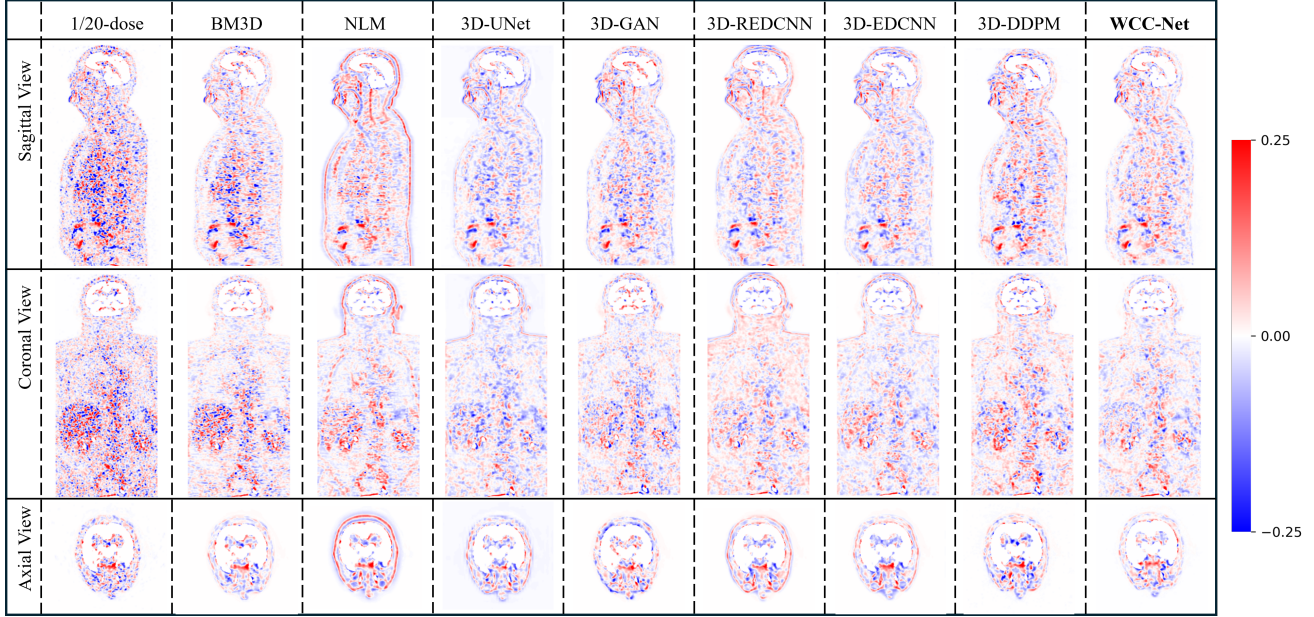 1/20-dose BM3D NLM 3D-UNet 3D-GAN 3D-REDCNN 3D-EDCNN 3D-DDPM WCC-Net
Sagittal View
Coronal View
Axial View
0.25
0.00
−0.25